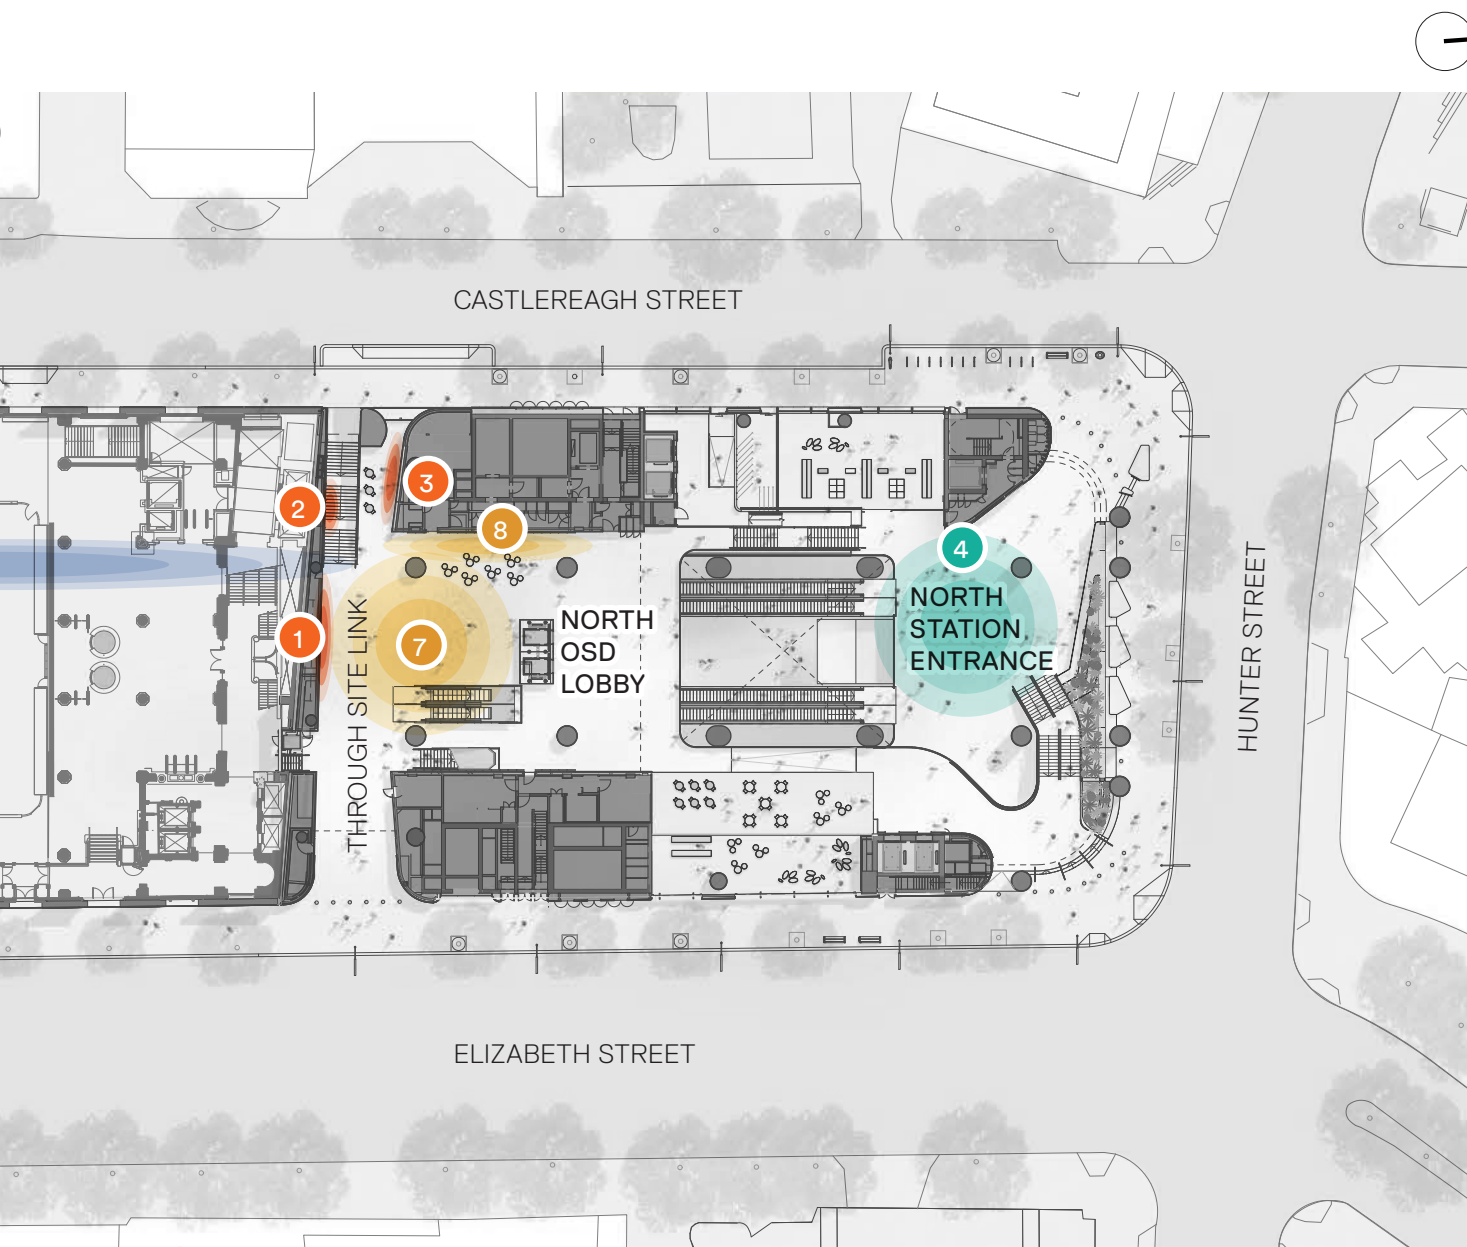 CASTLEREAGH STREET
3
2
8
4
NORTH
STATION
ENTRANCE
NORTH
OSD
LOBBY
1
7
THROUGH SITE LINK
HUNTER STREET
ELIZABETH STREET